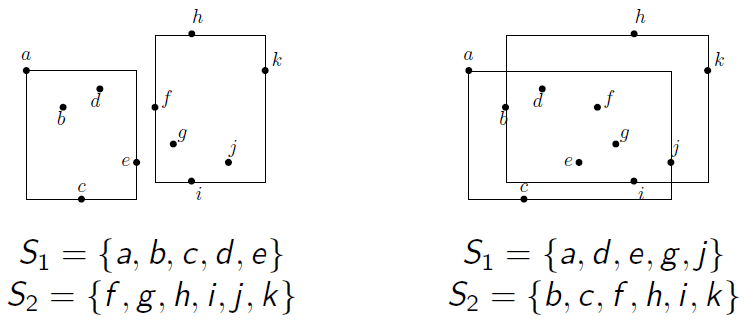 h
a
k
d
f
b
g
j
e
c
i
S₁ = {a, b, c, d, e}
S₂ = {f, g, h, i, j, k}
h
a
k
d
f
b
g
j
e
c
i
S₁ = {a, d, e, g, j}
S₂ = {b, c, f, h, i, k}